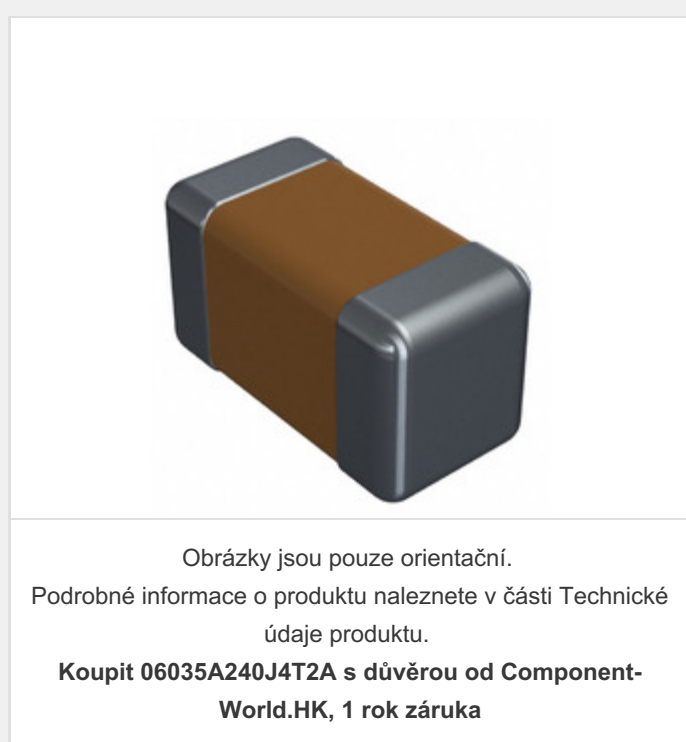 Obrázky jsou pouze orientační.
Podrobné informace o produktu naleznete v části Technické
údaje produktu.
Koupit 06035A240J4T2A s důvěrou od Component-
World.HK, 1 rok záruka